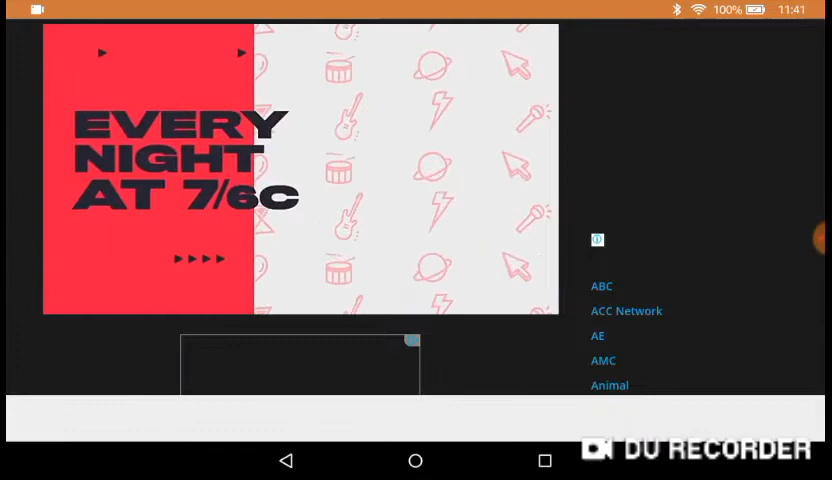 100% 11:41
EVERY
NIGHT
AT 7/6C
ABC
ACC Network
AE
AMC
Animal
DU RECORDER